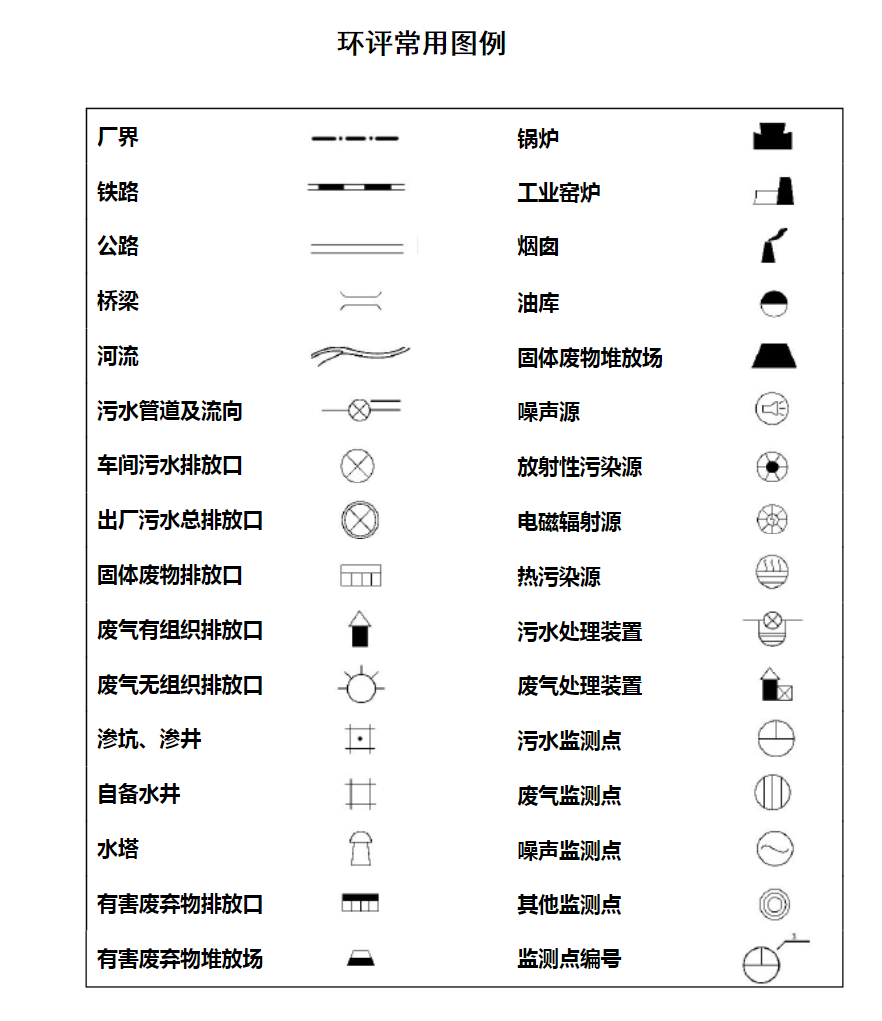 环评常用图例
厂界
锅炉
铁路
工业窑炉
公路
烟囱
桥梁
油库
河流
固体废物堆放场
污水管道及流向
噪声源
车间污水排放口
放射性污染源
出厂污水总排放口
电磁辐射源
固体废物排放口
热污染源
废气有组织排放口
污水处理装置
废气无组织排放口
废气处理装置
渗坑、渗井
污水监测点
自备水井
废气监测点
水塔
噪声监测点
有害废弃物排放口
其他监测点
有害废弃物堆放场
监测点编号